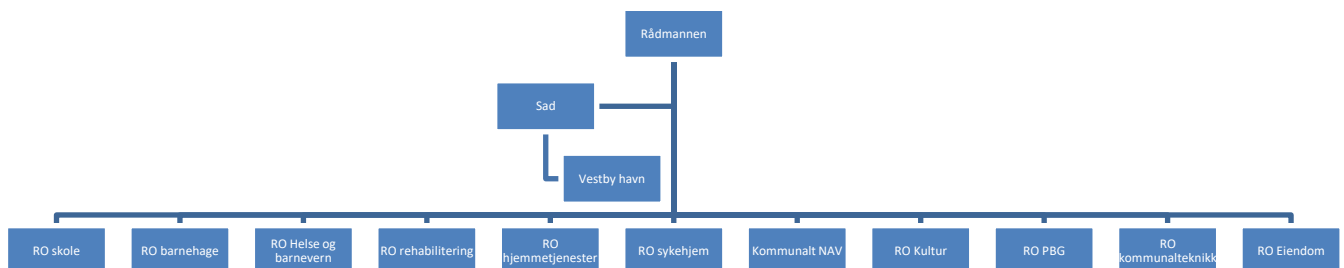 Rådmannen
Sad
Vestby havn
RO skole
RO barnehage
RO Helse og
barnevern
RO rehabilitering
RO
hjemmetjenester
RO sykehjem
Kommunalt NAV
RO Kultur
RO PBG
RO
kommunalteknikk
RO Eiendom